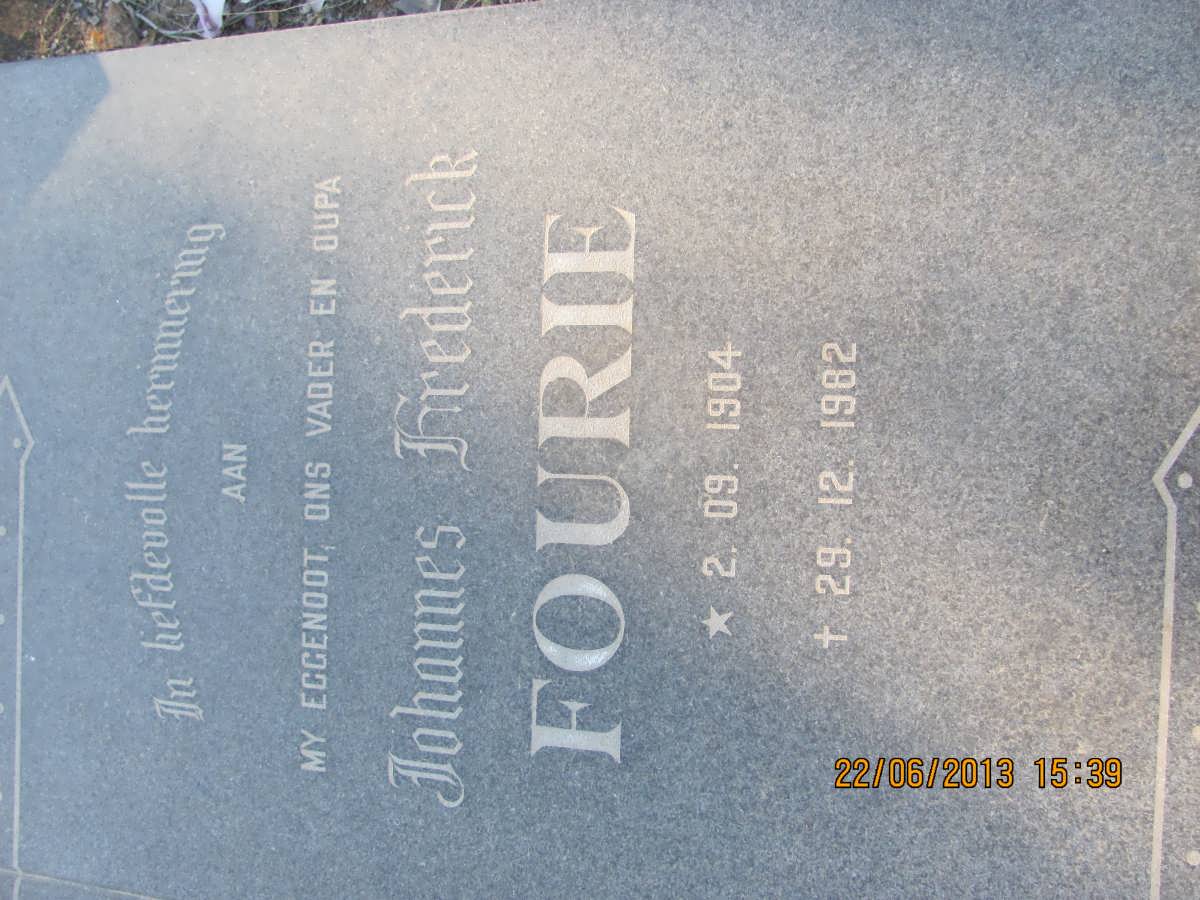 In liefdevolle herinnering
AAN
MY EGGENOOT, ONS VADER EN OUPA
Johannes Frederick
FOURIE
★ 2. 09. 1904
✝ 29. 12. 1982
22/06/2013 15:39